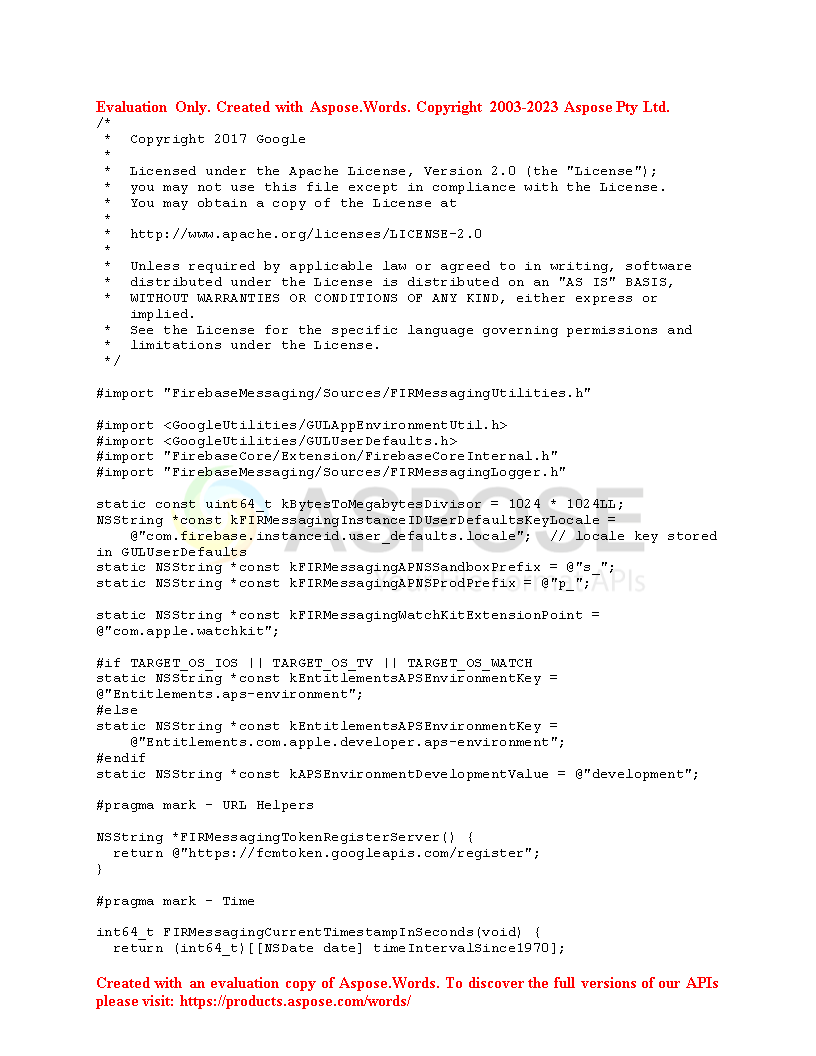 Evaluation Only. Created with Aspose.Words. Copyright 2003-2023 Aspose Pty Ltd.
/*
 *  Copyright 2017 Google
 *
 *  Licensed under the Apache License, Version 2.0 (the "License");
 *  you may not use this file except in compliance with the License.
 *  You may obtain a copy of the License at
 *
 *  http://www.apache.org/licenses/LICENSE-2.0
 *
 *  Unless required by applicable law or agreed to in writing, software
 *  distributed under the License is distributed on an "AS IS" BASIS,
 *  WITHOUT WARRANTIES OR CONDITIONS OF ANY KIND, either express or
    implied.
 *  See the License for the specific language governing permissions and
 *  limitations under the License.
 */

#import "FirebaseMessaging/Sources/FIRMessagingUtilities.h"

#import <GoogleUtilities/GULAppEnvironmentUtil.h>
#import <GoogleUtilities/GULUserDefaults.h>
#import "FirebaseCore/Extension/FirebaseCoreInternal.h"
#import "FirebaseMessaging/Sources/FIRMessagingLogger.h"

static const uint64_t kBytesToMegabytesDivisor = 1024 * 1024LL;
NSString *const kFIRMessagingInstanceIDUserDefaultsKeyLocale =
    @"com.firebase.instanceid.user_defaults.locale";  // locale key stored
in GULUserDefaults
static NSString *const kFIRMessagingAPNSSandboxPrefix = @"s_";
static NSString *const kFIRMessagingAPNSProdPrefix = @"p_";

static NSString *const kFIRMessagingWatchKitExtensionPoint =
@"com.apple.watchkit";

#if TARGET_OS_IOS || TARGET_OS_TV || TARGET_OS_WATCH
static NSString *const kEntitlementsAPSEnvironmentKey =
@"Entitlements.aps-environment";
#else
static NSString *const kEntitlementsAPSEnvironmentKey =
    @"Entitlements.com.apple.developer.aps-environment";
#endif
static NSString *const kAPSEnvironmentDevelopmentValue = @"development";

#pragma mark - URL Helpers

NSString *FIRMessagingTokenRegisterServer() {
  return @"https://fcmtoken.googleapis.com/register";
}

#pragma mark - Time

int64_t FIRMessagingCurrentTimestampInSeconds(void) {
  return (int64_t)[[NSDate date] timeIntervalSince1970];

Created with an evaluation copy of Aspose.Words. To discover the full versions of our APIs
please visit: https://products.aspose.com/words/
ASPOSE